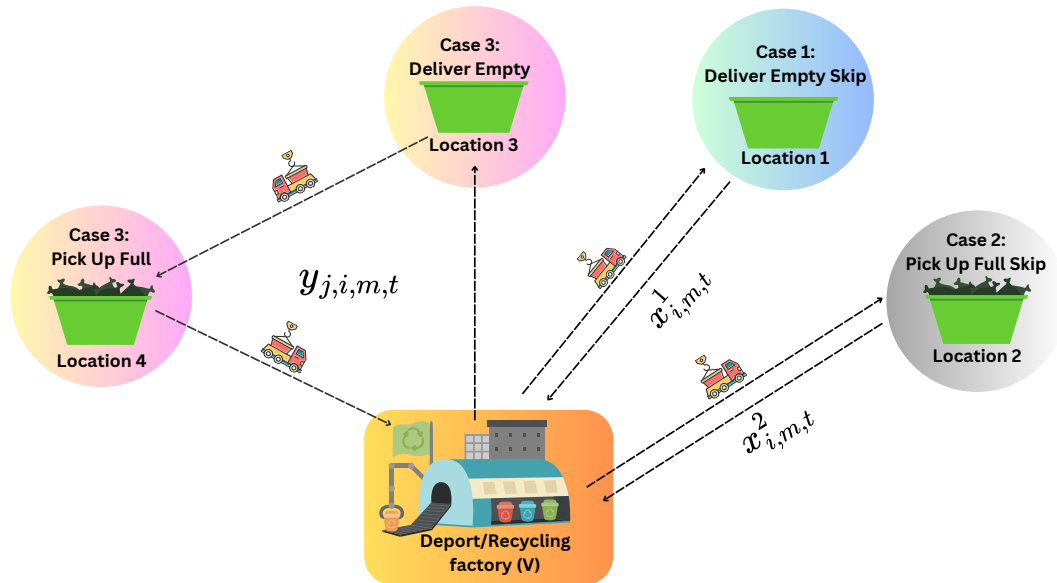 Case 3:
Deliver Empty
Location 3
Case 1:
Deliver Empty Skip
Location 1
Case 3:
Pick Up Full
Location 4
y_{j,i,m,t}
x^1_{i,m,t}
Case 2:
Pick Up Full Skip
Location 2
x^2_{i,m,t}
Deport/Recycling
factory (V)